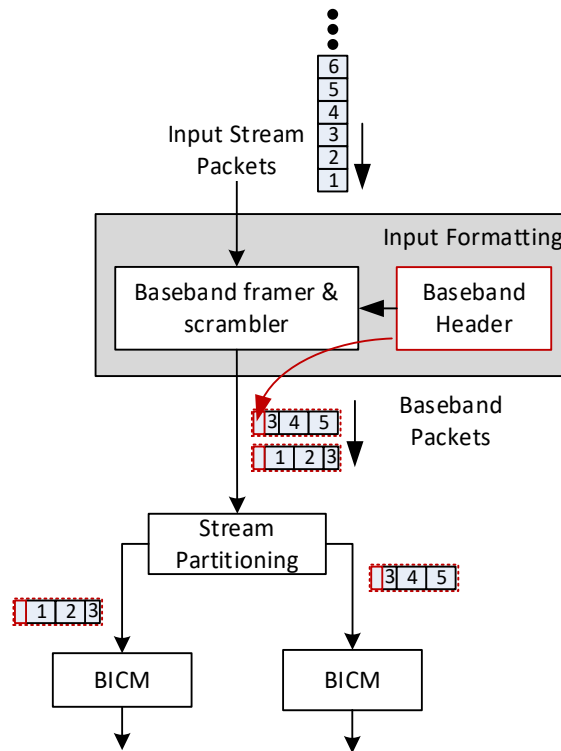 6
5
4
3
2
1
Input Stream
Packets
Input Formatting
Baseband framer &
scrambler
Baseband
Header
3 4 5
1 2 3
Baseband
Packets
Stream
Partitioning
1 2 3
3 4 5
BICM
BICM